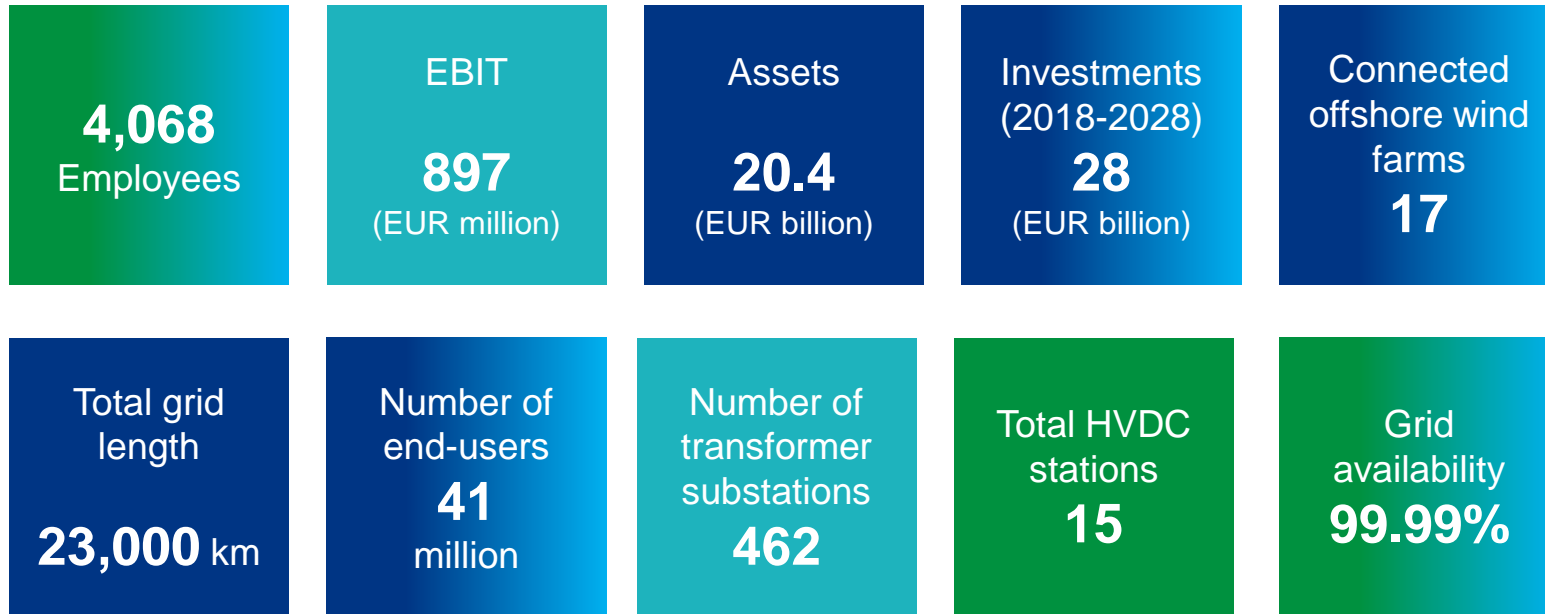 4,068
Employees
EBIT
897
(EUR million)
Assets
20.4
(EUR billion)
Investments
(2018-2028)
28
(EUR billion)
Connected
offshore wind
farms
17
Total grid
length
23,000 km
Number of
end-users
41
million
Number of
transformer
substations
462
Total HVDC
stations
15
Grid
availability
99.99%